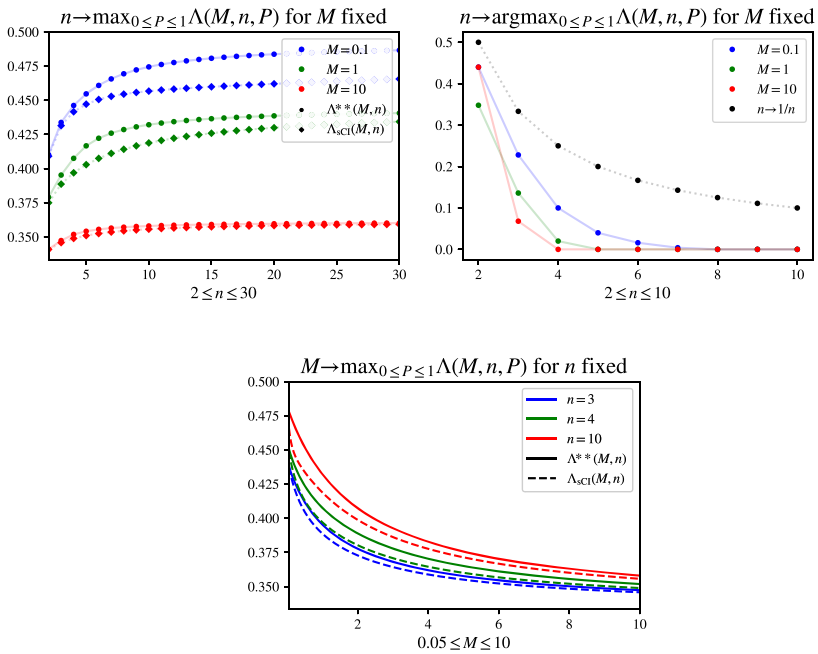 n→max₀≤P≤₁Λ(M, n, P) for M fixed
0.500
0.475
0.450
0.425
0.400
0.375
0.350
5
10
15
20
25
30
2 ≤ n ≤ 30
M = 0.1
M = 1
M = 10
Λ**(M, n)
Λ_sCI(M, n)
n→argmax₀≤P≤₁Λ(M, n, P) for M fixed
0.5
0.4
0.3
0.2
0.1
0.0
2
4
6
8
10
2 ≤ n ≤ 10
M = 0.1
M = 1
M = 10
n→1/n
M→max₀≤P≤₁Λ(M, n, P) for n fixed
0.500
0.475
0.450
0.425
0.400
0.375
0.350
2
4
6
8
10
0.05 ≤ M ≤ 10
n = 3
n = 4
n = 10
Λ**(M, n)
Λ_sCI(M, n)